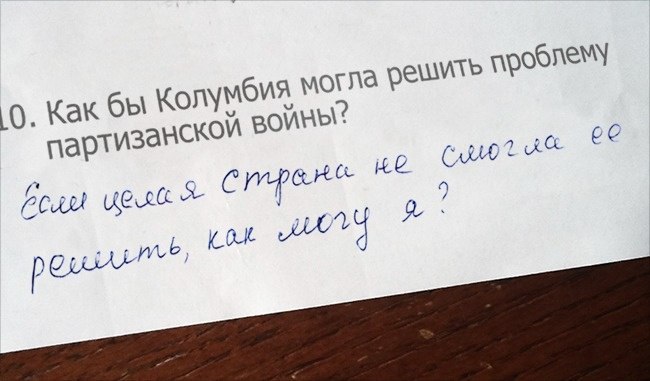 10. Как бы Колумбия могла решить проблему
партизанской войны?
Если целая страна не смогла ее
решить, как могу я?